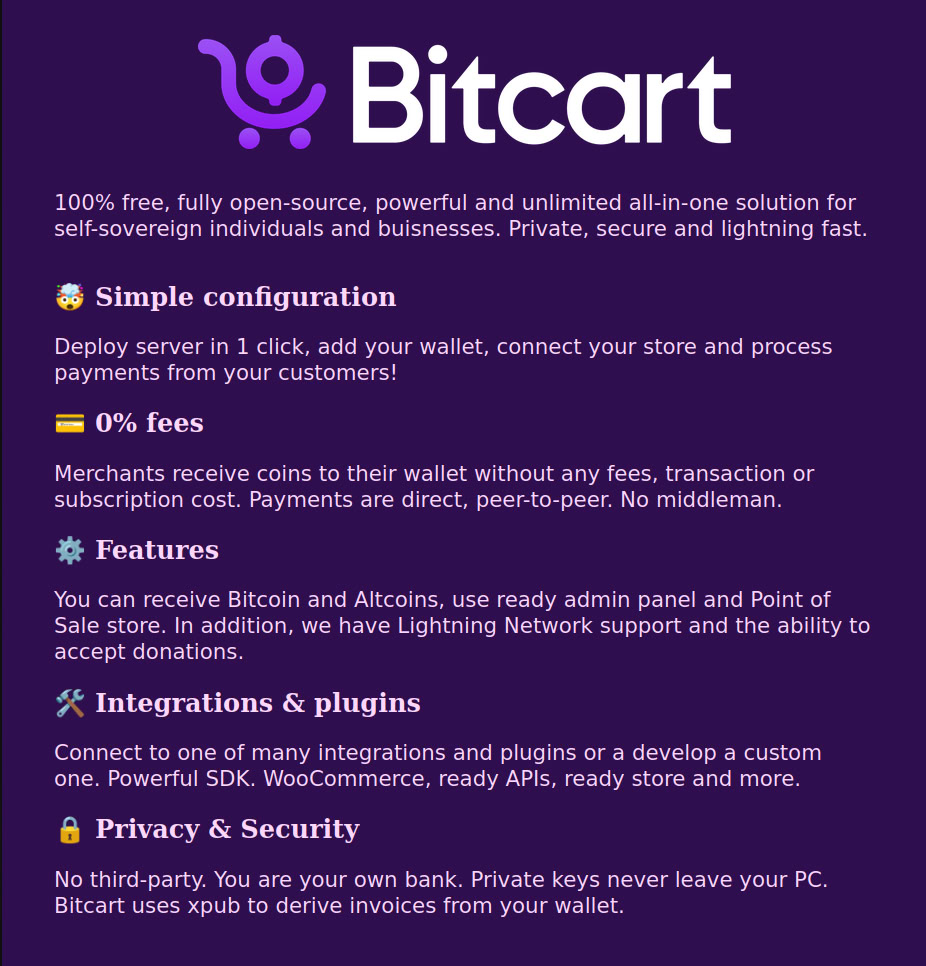 Bitcart
100% free, fully open-source, powerful and unlimited all-in-one solution for
self-sovereign individuals and buisnesses. Private, secure and lightning fast.
🤯 Simple configuration
Deploy server in 1 click, add your wallet, connect your store and process
payments from your customers!
💳 0% fees
Merchants receive coins to their wallet without any fees, transaction or
subscription cost. Payments are direct, peer-to-peer. No middleman.
⚙️ Features
You can receive Bitcoin and Altcoins, use ready admin panel and Point of
Sale store. In addition, we have Lightning Network support and the ability to
accept donations.
🛠️ Integrations & plugins
Connect to one of many integrations and plugins or a develop a custom
one. Powerful SDK. WooCommerce, ready APIs, ready store and more.
🔒 Privacy & Security
No third-party. You are your own bank. Private keys never leave your PC.
Bitcart uses xpub to derive invoices from your wallet.